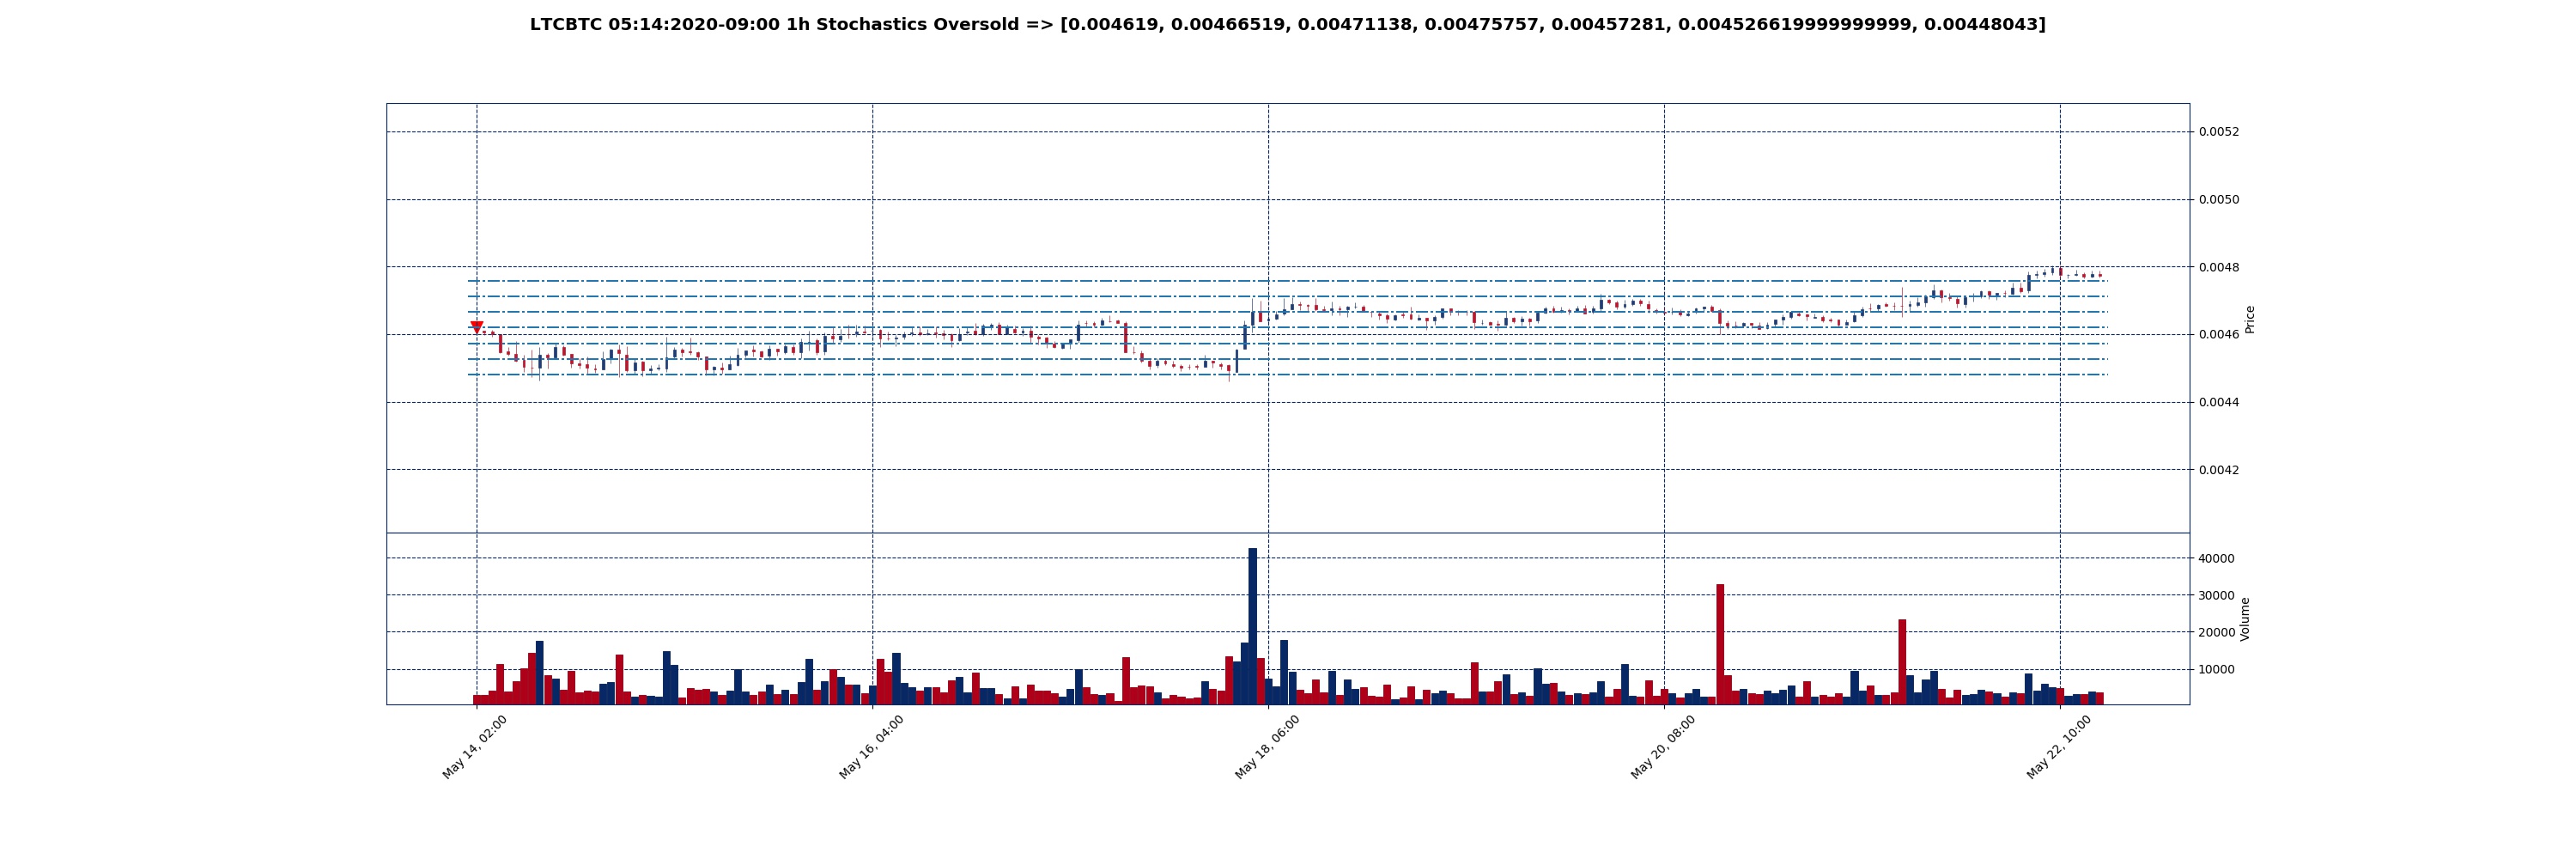 LTCBTC 05:14:2020-09:00 1h Stochastics Oversold => [0.004619, 0.00466519, 0.00471138, 0.00475757, 0.00457281, 0.004526619999999999, 0.00448043]
0.0052
0.0050
0.0048
0.0046
0.0044
0.0042
Price
40000
30000
20000
10000
Volume
May 14, 02:00
May 16, 04:00
May 18, 06:00
May 20, 08:00
May 22, 10:00